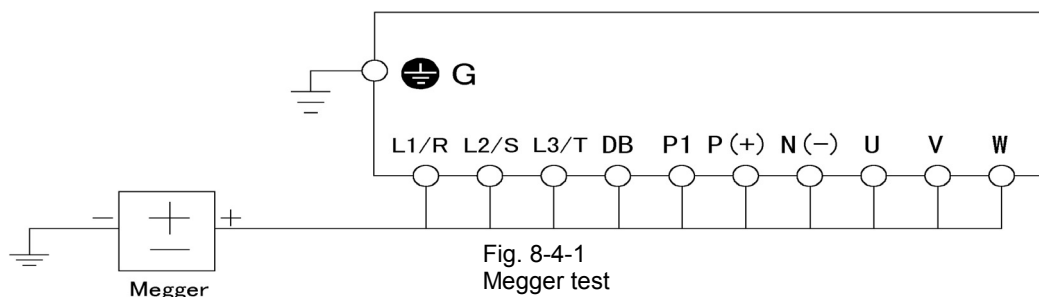 G
L1/R L2/S L3/T DB P1 P(+) N(-) U V W
- + +
-
Fig. 8-4-1
Megger test
Megger